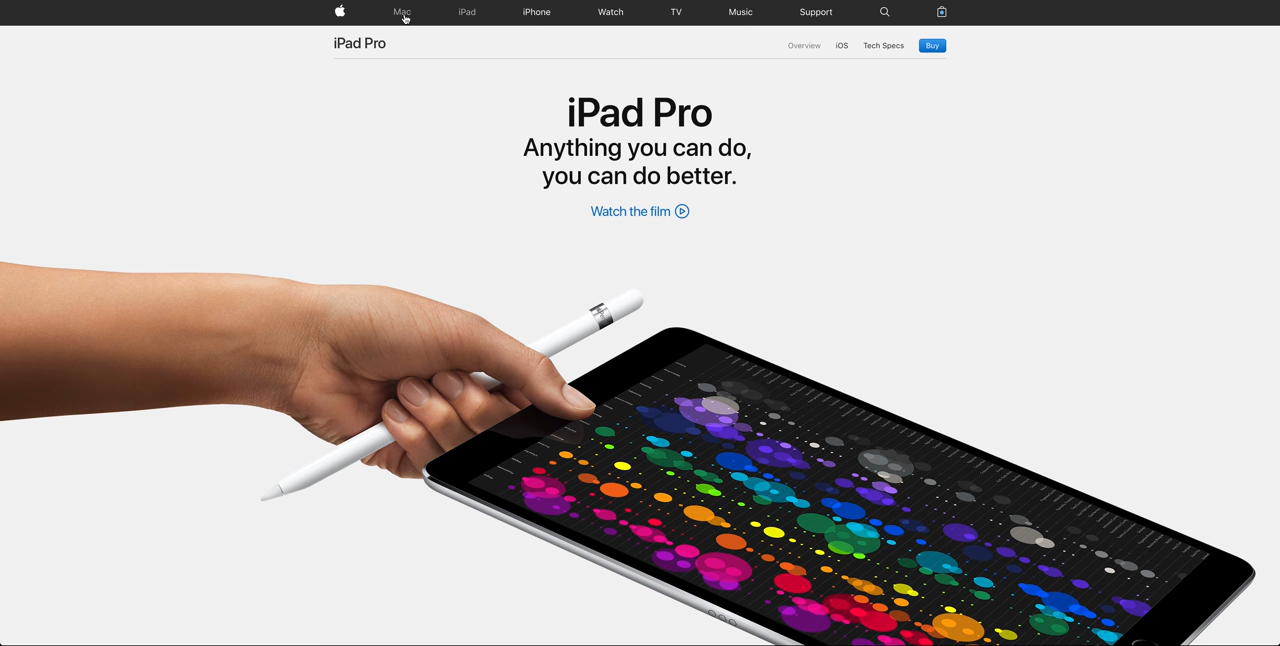 Mac iPad iPhone Watch TV Music Support
iPad Pro
Overview iOS Tech Specs Buy
iPad Pro
Anything you can do,
you can do better.
Watch the film